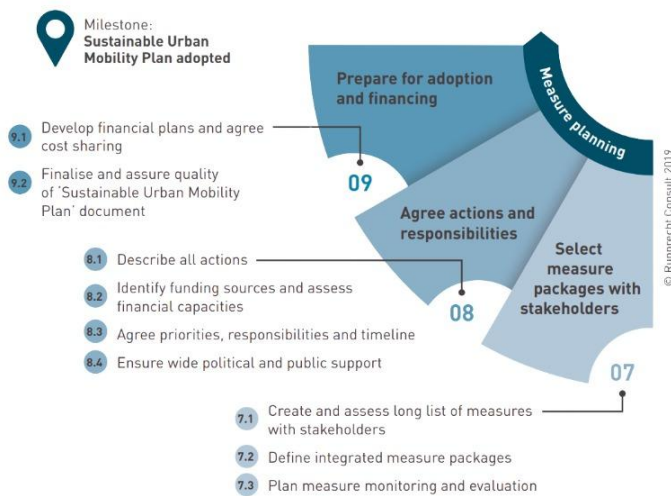 Milestone:
Sustainable Urban
Mobility Plan adopted
Measure planning
Prepare for adoption
and financing
09
9.1 Develop financial plans and agree
cost sharing
9.2 Finalise and assure quality
of ‘Sustainable Urban Mobility
Plan’ document
Agree actions and
responsibilities
08
8.1 Describe all actions
8.2 Identify funding sources and assess
financial capacities
8.3 Agree priorities, responsibilities and timeline
8.4 Ensure wide political and public support
Select
measure
packages with
stakeholders
07
7.1 Create and assess long list of measures
with stakeholders
7.2 Define integrated measure packages
7.3 Plan measure monitoring and evaluation
© Rupprecht Consult 2019